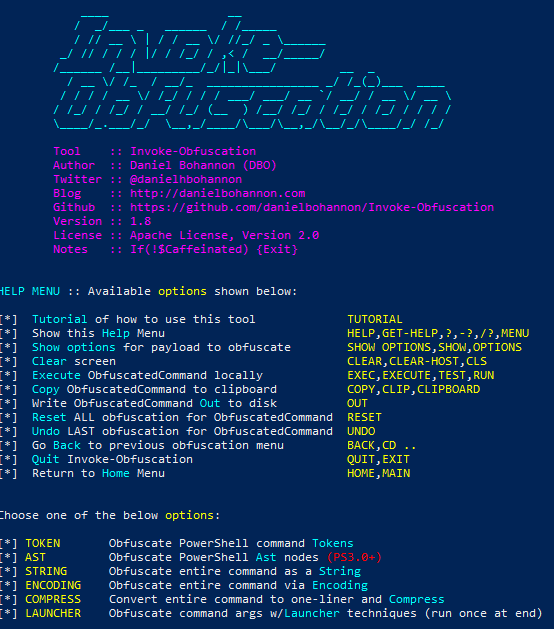 Invoke-
Obfuscation
Tool    :: Invoke-Obfuscation
Author  :: Daniel Bohannon (DBO)
Twitter :: @danielhbohannon
Blog    :: http://danielbohannon.com
Github  :: https://github.com/danielbohannon/Invoke-Obfuscation
Version :: 1.8
License :: Apache License, Version 2.0
Notes   :: If(!$Caffeinated) {Exit}
HELP MENU :: Available options shown below:
[*]  Tutorial of how to use this tool             TUTORIAL
[*]  Show this Help Menu                          HELP,GET-HELP,?,-?,/?,MENU
[*]  Show options for payload to obfuscate        SHOW OPTIONS,SHOW,OPTIONS
[*]  Clear screen                                 CLEAR,CLEAR-HOST,CLS
[*]  Execute ObfuscatedCommand locally            EXEC,EXECUTE,TEST,RUN
[*]  Copy ObfuscatedCommand to clipboard          COPY,CLIP,CLIPBOARD
[*]  Write ObfuscatedCommand Out to disk          OUT
[*]  Reset ALL obfuscation for ObfuscatedCommand  RESET
[*]  Undo LAST obfuscation for ObfuscatedCommand  UNDO
[*]  Go Back to previous obfuscation menu         BACK,CD ..
[*]  Quit Invoke-Obfuscation                      QUIT,EXIT
[*]  Return to Home Menu                          HOME,MAIN
Choose one of the below options:
[*] TOKEN       Obfuscate PowerShell command Tokens
[*] AST         Obfuscate PowerShell Ast nodes (PS3.0+)
[*] STRING      Obfuscate entire command as a String
[*] ENCODING    Obfuscate entire command via Encoding
[*] COMPRESS    Convert entire command to one-liner and Compress
[*] LAUNCHER    Obfuscate command args w/Launcher techniques (run once at end)